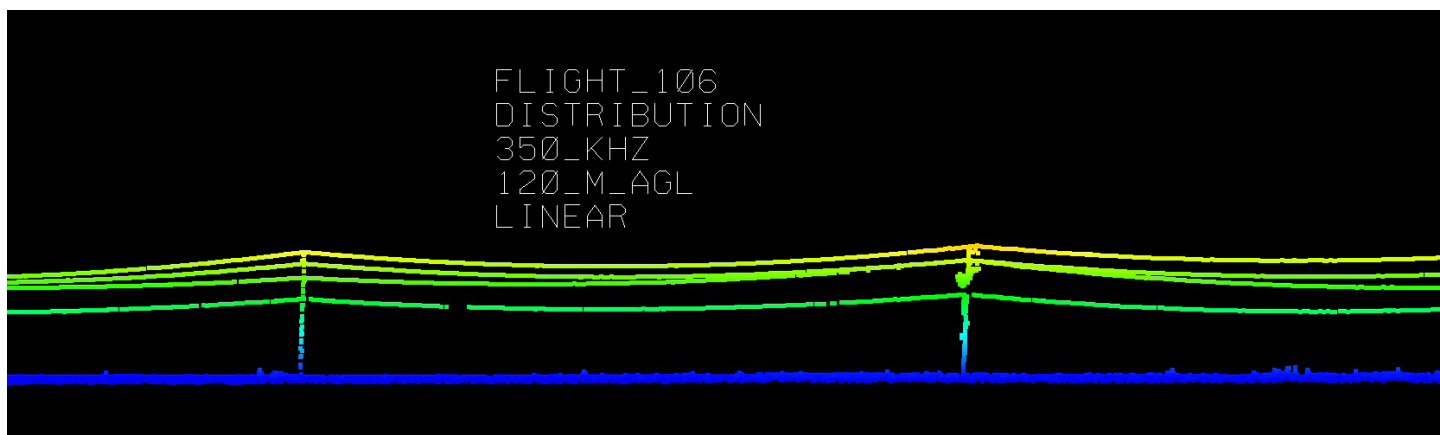 FLIGHT_106
DISTRIBUTION
350_KHZ
120_M_AGL
LINEAR